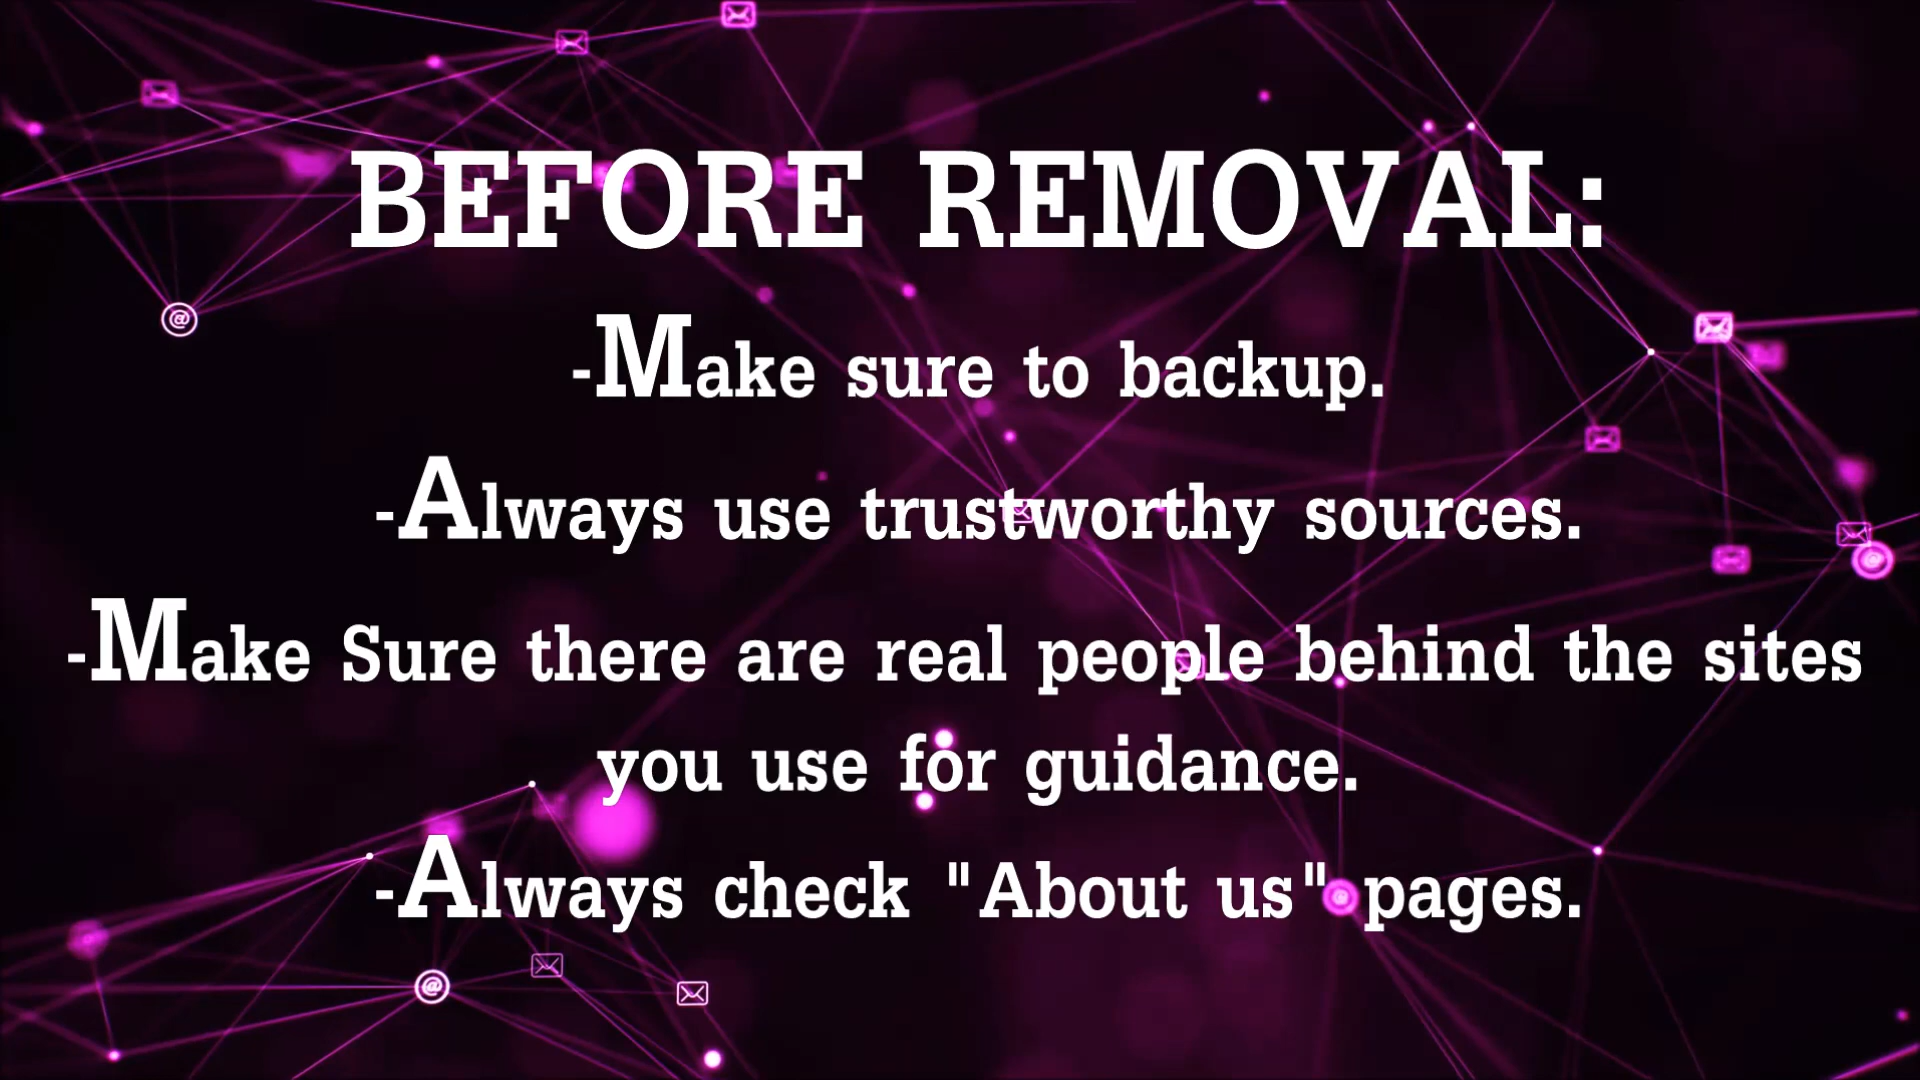 BEFORE REMOVAL:
-Make sure to backup.
-Always use trustworthy sources.
-Make Sure there are real people behind the sites
you use for guidance.
-Always check "About us" pages.